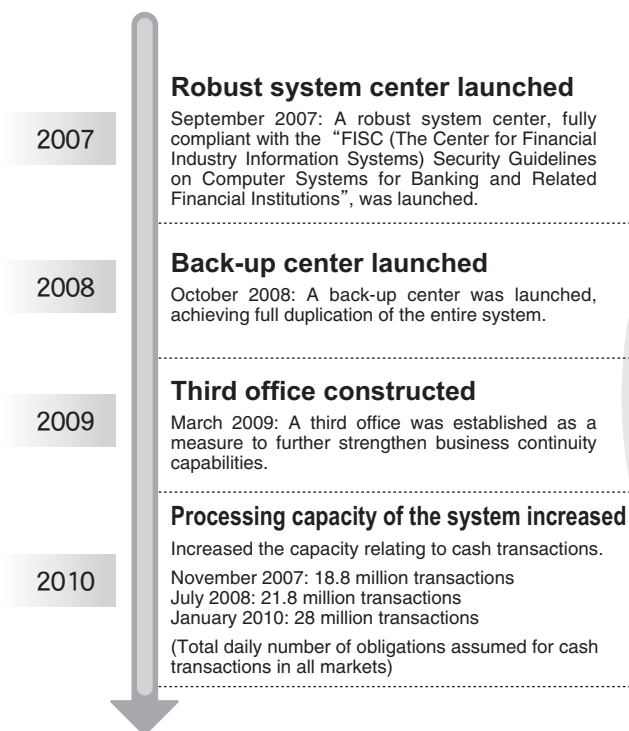 Robust system center launched
2007
September 2007: A robust system center, fully
compliant with the “FISC (The Center for Financial
Industry Information Systems) Security Guidelines
on Computer Systems for Banking and Related
Financial Institutions”, was launched.
Back-up center launched
2008
October 2008: A back-up center was launched,
achieving full duplication of the entire system.
Third office constructed
2009
March 2009: A third office was established as a
measure to further strengthen business continuity
capabilities.
Processing capacity of the system increased
Increased the capacity relating to cash transactions.
2010
November 2007: 18.8 million transactions
July 2008: 21.8 million transactions
January 2010: 28 million transactions
(Total daily number of obligations assumed for cash
transactions in all markets)